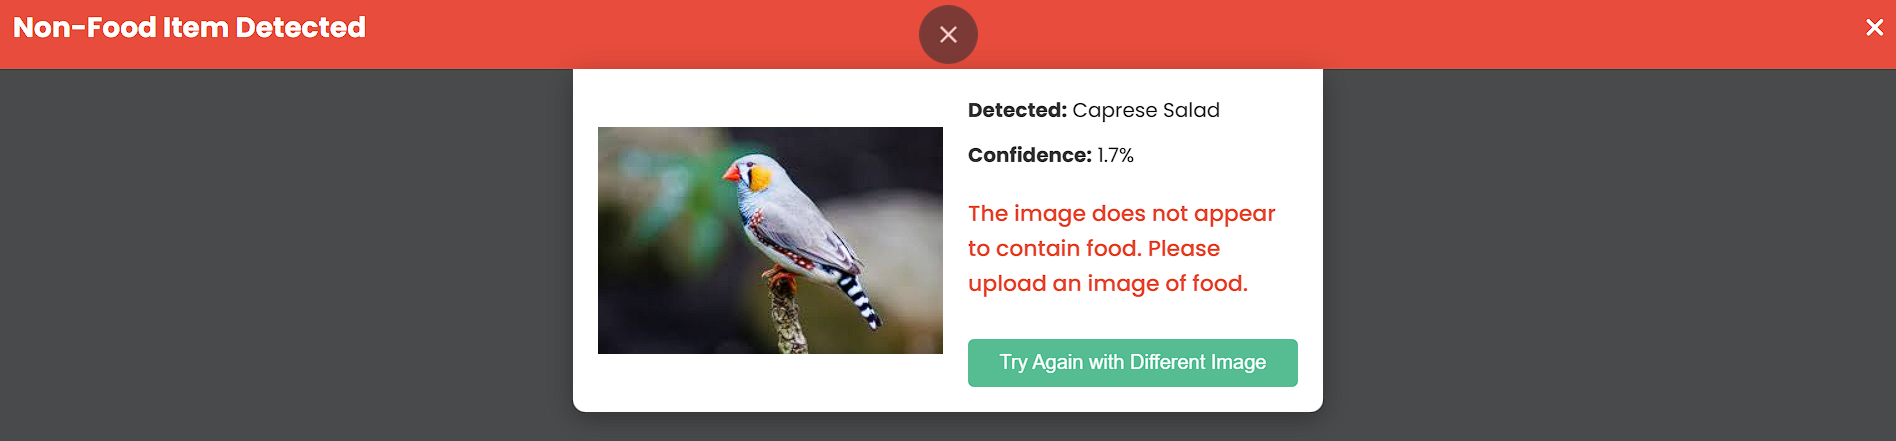 Non-Food Item Detected
Detected: Caprese Salad
Confidence: 1.7%
The image does not appear
to contain food. Please
upload an image of food.
Try Again with Different Image